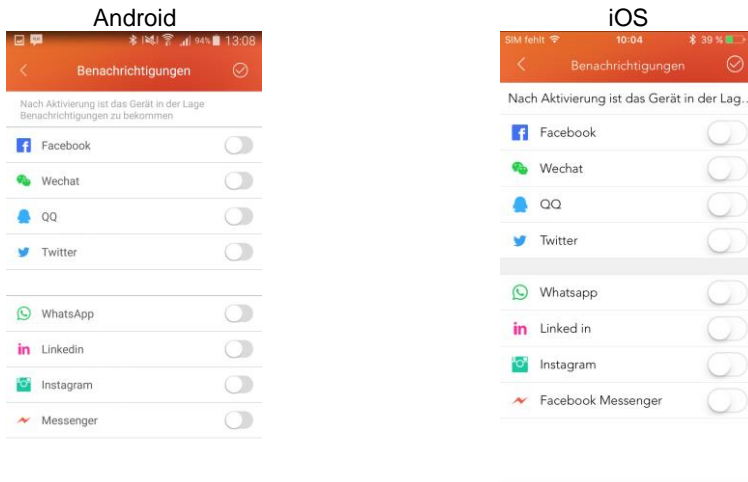 Android
94% 13:08
Benachrichtigungen
Nach Aktivierung ist das Gerät in der Lage
Benachrichtigungen zu bekommen
Facebook
Wechat
QQ
Twitter
WhatsApp
Linkedin
Instagram
Messenger
iOS
SIM fehlt 10:04 39 %
Benachrichtigungen
Nach Aktivierung ist das Gerät in der Lag…
Facebook
Wechat
QQ
Twitter
Whatsapp
Linked in
Instagram
Facebook Messenger